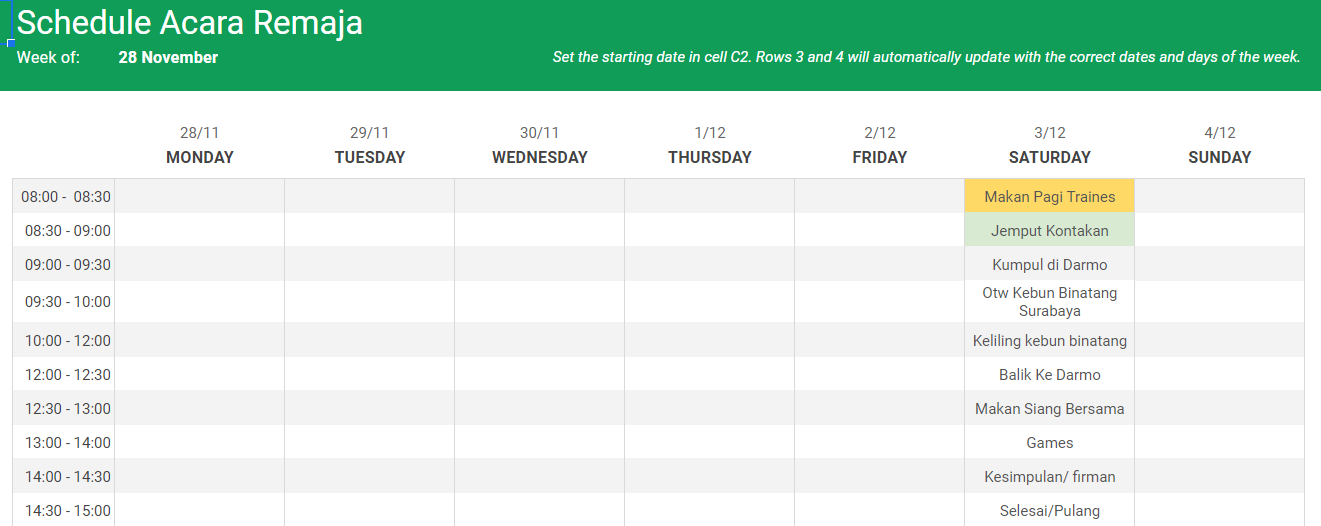 Schedule Acara Remaja
Week of: 28 November Set the starting date in cell C2. Rows 3 and 4 will automatically update with the correct dates and days of the week.
28/11 29/11 30/11 1/12 2/12 3/12 4/12
MONDAY TUESDAY WEDNESDAY THURSDAY FRIDAY SATURDAY SUNDAY
08:00 - 08:30 Makan Pagi Traines
08:30 - 09:00 Jemput Kontakan
09:00 - 09:30 Kumpul di Darmo
09:30 - 10:00 Otw Kebun Binatang
Surabaya
10:00 - 12:00 Keliling kebun binatang
12:00 - 12:30 Balik Ke Darmo
12:30 - 13:00 Makan Siang Bersama
13:00 - 14:00 Games
14:00 - 14:30 Kesimpulan/ firman
14:30 - 15:00 Selesai/Pulang